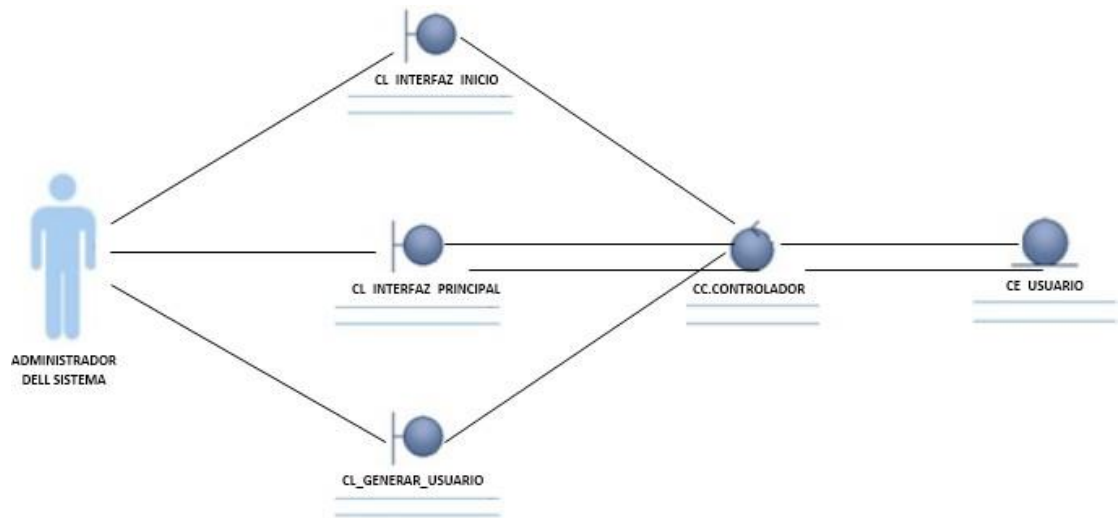 CL INTERFAZ INICIO
CL INTERFAZ PRINCIPAL
CC.CONTROLADOR
CE USUARIO
ADMINISTRADOR
DELL SISTEMA
CL_GENERAR_USUARIO